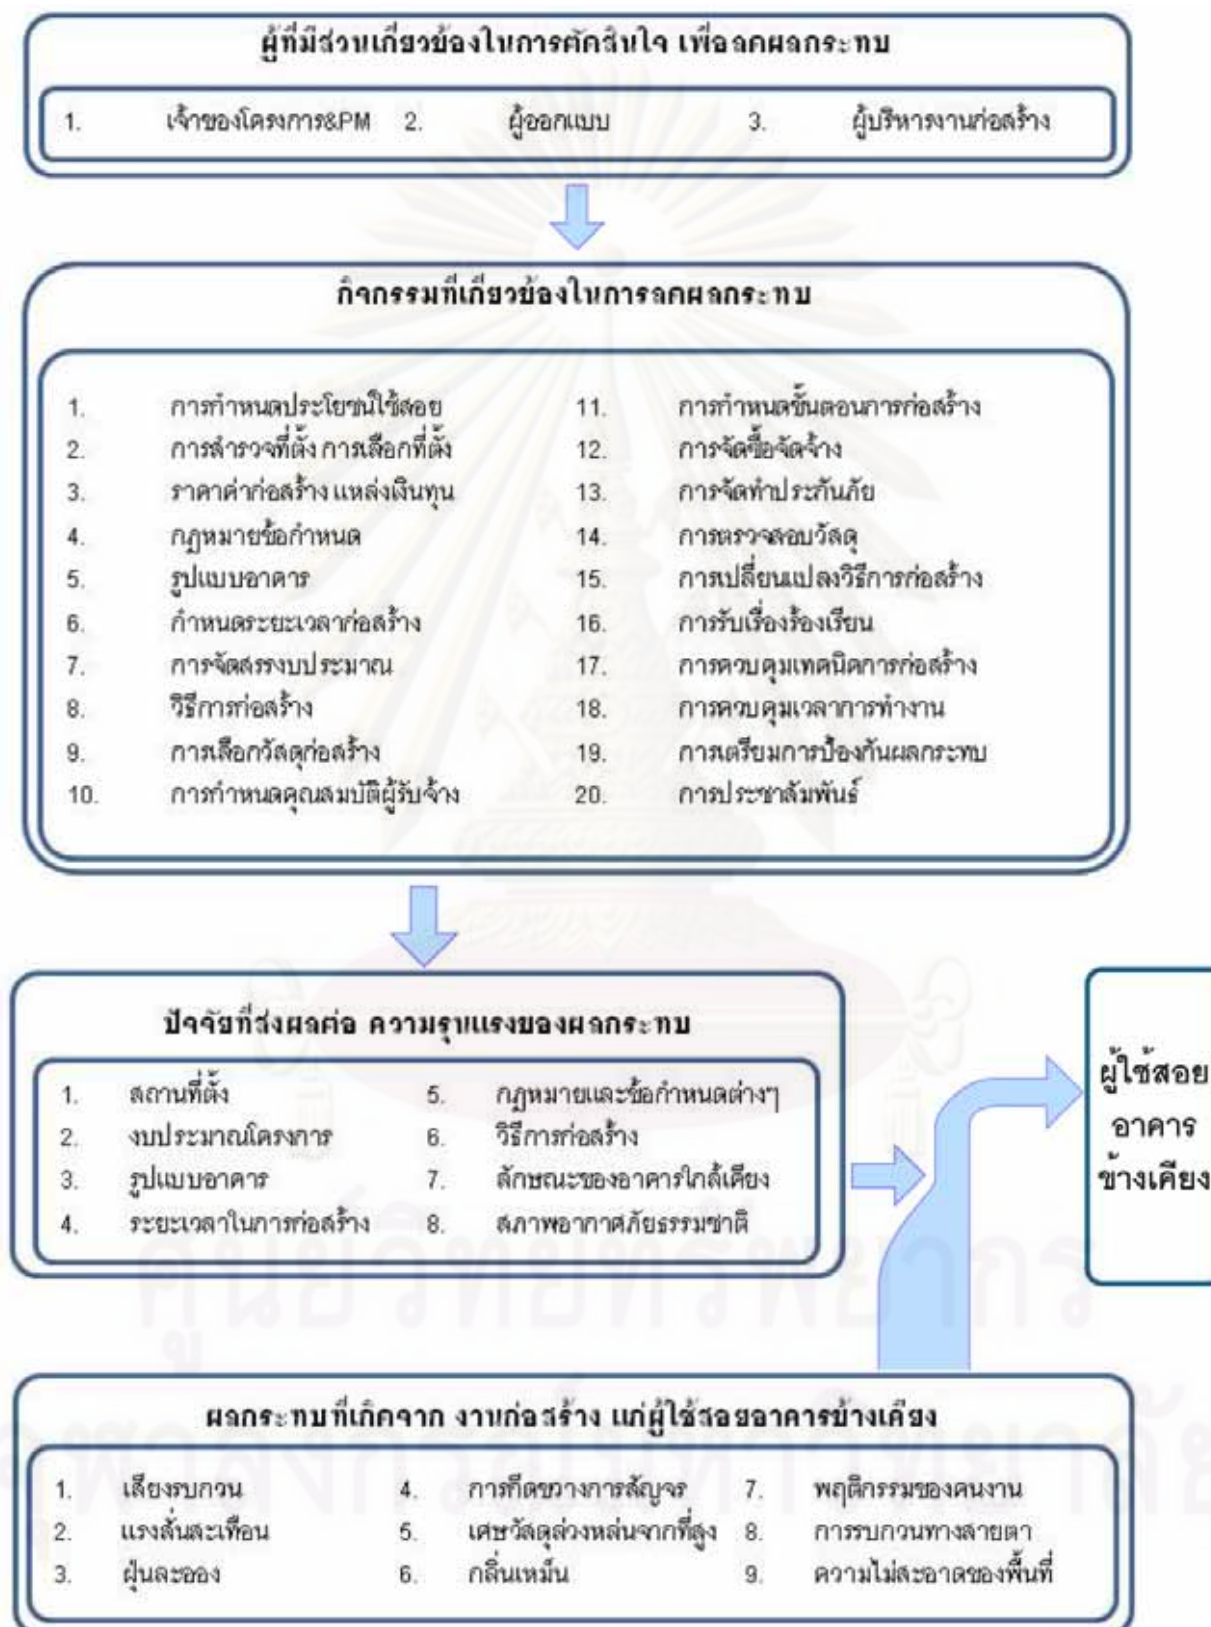 ผู้ที่มีส่วนเกี่ยวข้องในการตัดสินใจ เพื่อลดผลกระทบ
1. เจ้าของโครงการ&PM 2. ผู้ออกแบบ 3. ผู้บริหารงานก่อสร้าง
กิจกรรมที่เกี่ยวข้องในการลดผลกระทบ
1. การกำหนดประโยชน์ใช้สอย 11. การกำหนดขั้นตอนการก่อสร้าง
2. การสำรวจที่ตั้ง การเลือกที่ตั้ง 12. การจัดซื้อจัดจ้าง
3. ราคาค่าก่อสร้าง แหล่งเงินทุน 13. การจัดทำประกันภัย
4. กฎหมายข้อกำหนด 14. การตรวจสอบวัสดุ
5. รูปแบบอาคาร 15. การเปลี่ยนแปลงวิธีการก่อสร้าง
6. กำหนดระยะเวลาก่อสร้าง 16. การรับเรื่องร้องเรียน
7. การจัดสรรงบประมาณ 17. การควบคุมเทคนิคการก่อสร้าง
8. วิธีการก่อสร้าง 18. การควบคุมเวลาการทำงาน
9. การเลือกวัสดุก่อสร้าง 19. การเตรียมการป้องกันผลกระทบ
10. การกำหนดคุณสมบัติผู้รับจ้าง 20. การประชาสัมพันธ์
ปัจจัยที่ส่งผลต่อ ความรุนแรงของผลกระทบ
1. สถานที่ตั้ง 5. กฎหมายและข้อกำหนดต่างๆ
2. งบประมาณโครงการ 6. วิธีการก่อสร้าง
3. รูปแบบอาคาร 7. ลักษณะของอาคารใกล้เคียง
4. ระยะเวลาในการก่อสร้าง 8. สภาพอากาศภัยธรรมชาติ
ผู้ใช้สอย
อาคาร
ข้างเคียง
ผลกระทบที่เกิดจาก งานก่อสร้าง แก่ผู้ใช้สอยอาคารข้างเคียง
1. เสียงรบกวน 4. การกีดขวางการสัญจร 7. พฤติกรรมของคนงาน
2. แรงสั่นสะเทือน 5. เศษวัสดุล่วงหล่นจากที่สูง 8. การรบกวนทางสายตา
3. ฝุ่นละออง 6. กลิ่นเหม็น 9. ความไม่สะอาดของพื้นที่
ศูนย์วิทยทรัพยากร
จุฬาลงกรณ์มหาวิทยาลัย